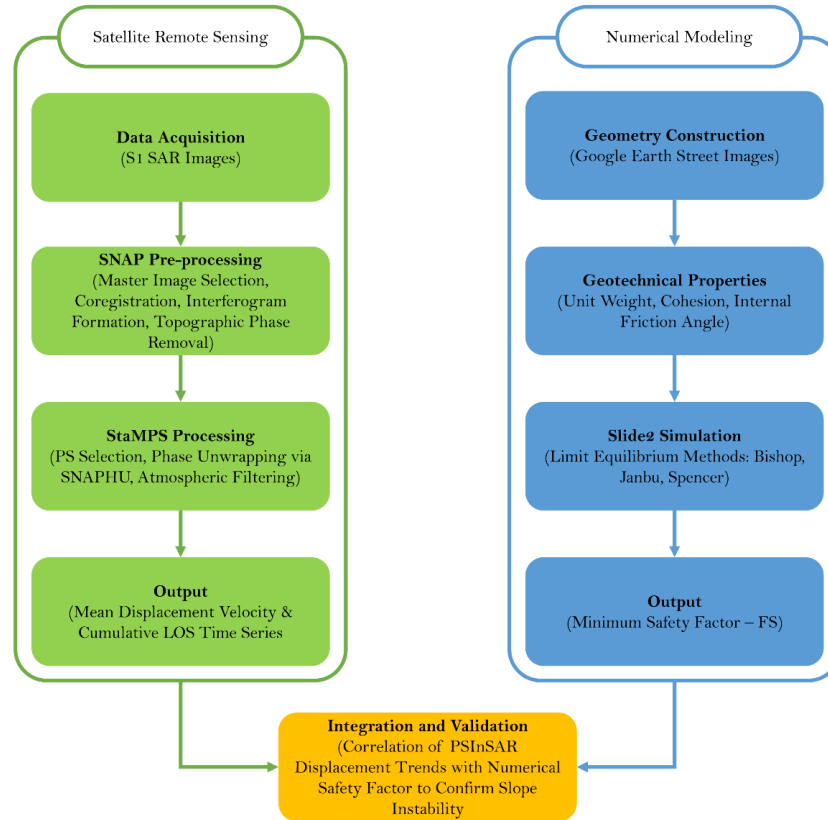 Satellite Remote Sensing
Data Acquisition
(S1 SAR Images)
SNAP Pre-processing
(Master Image Selection,
Coregistration, Interferogram
Formation, Topographic Phase
Removal)
StaMPS Processing
(PS Selection, Phase Unwrapping via
SNAPHU, Atmospheric Filtering)
Output
(Mean Displacement Velocity &
Cumulative LOS Time Series
Numerical Modeling
Geometry Construction
(Google Earth Street Images)
Geotechnical Properties
(Unit Weight, Cohesion, Internal
Friction Angle)
Slide2 Simulation
(Limit Equilibrium Methods: Bishop,
Janbu, Spencer)
Output
(Minimum Safety Factor – FS)
Integration and Validation
(Correlation of PSInSAR
Displacement Trends with Numerical
Safety Factor to Confirm Slope
Instability